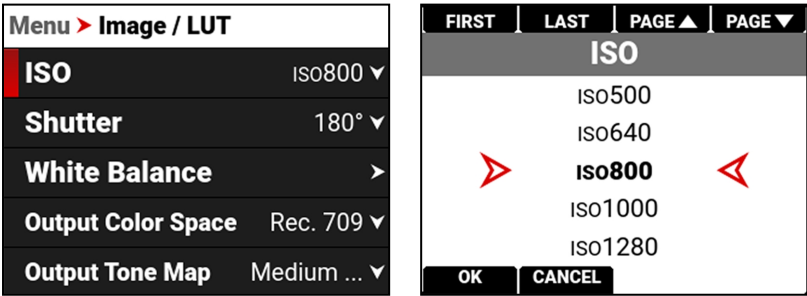 Menu > Image / LUT
ISO ISO800
Shutter 180°
White Balance
Output Color Space Rec. 709
Output Tone Map Medium ...
FIRST LAST PAGE▲ PAGE▼
ISO
ISO500
ISO640
ISO800
ISO1000
ISO1280
OK CANCEL